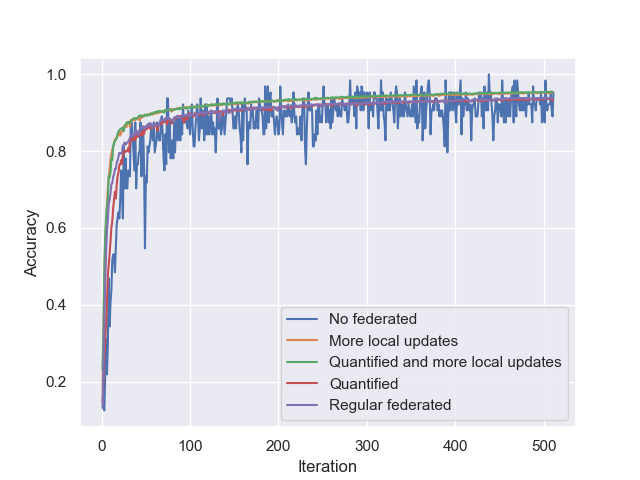 1.0
0.8
0.6
0.4
0.2
Accuracy
No federated
More local updates
Quantified and more local updates
Quantified
Regular federated
0 100 200 300 400 500
Iteration